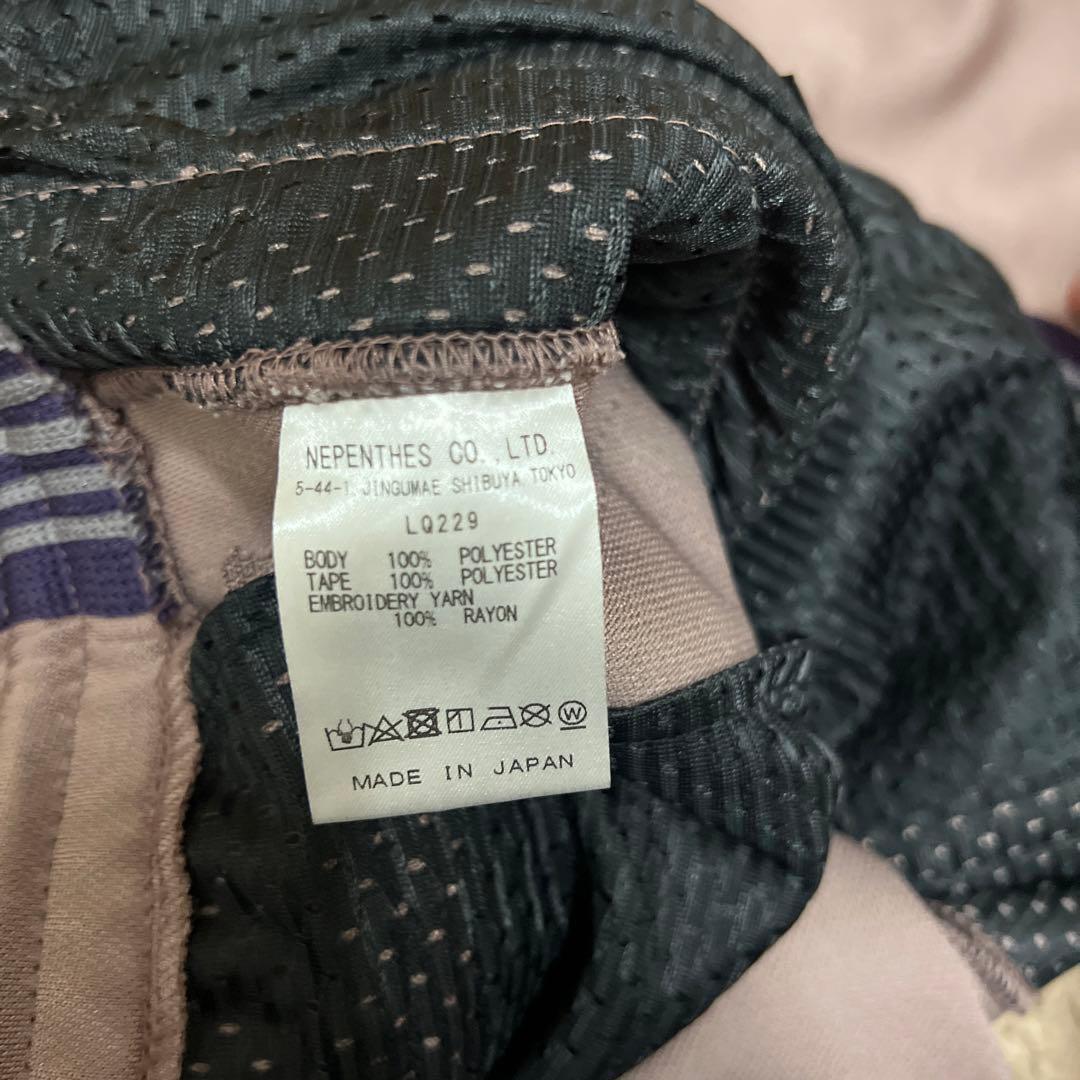 NEPENTHES CO.,LTD.
5-44-1, JINGUMAE SHIBUYA TOKYO
LQ229
BODY 100% POLYESTER
TAPE 100% POLYESTER
EMBROIDERY YARN
100% RAYON
W
MADE IN JAPAN